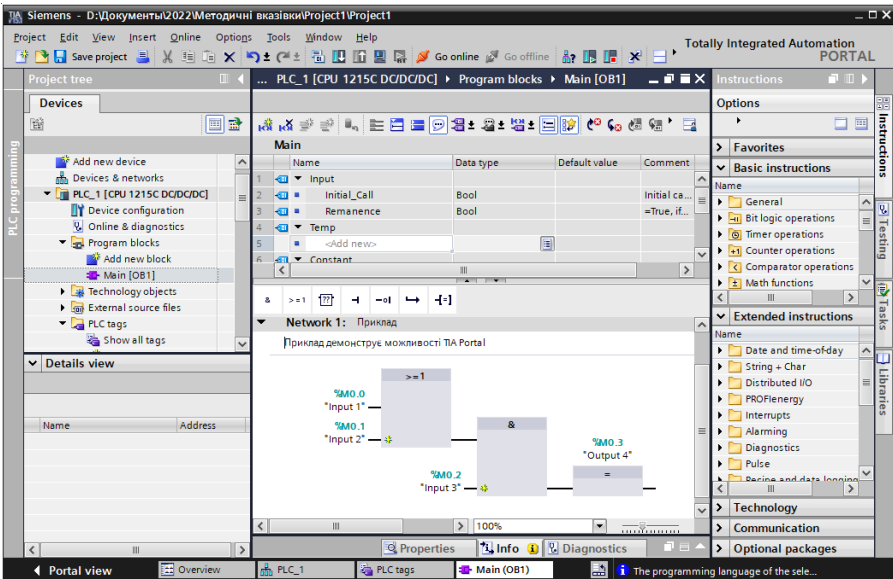 Siemens - D:\Документы\2022\Методичні вказівки\Project1\Project1
Project Edit View Insert Online Options Tools Window Help
Save project Go online Go offline
Totally Integrated Automation
PORTAL
PLC programming
Project tree
Devices
Add new device
Devices & networks
PLC_1 [CPU 1215C DC/DC/DC]
Device configuration
Online & diagnostics
Program blocks
Add new block
Main [OB1]
Technology objects
External source files
PLC tags
Show all tags
Details view
Name Address
... PLC_1 [CPU 1215C DC/DC/DC] Program blocks Main [OB1]
Main
Name Data type Default value Comment
1 Input
2 Initial_Call Bool Initial ca...
3 Remanence Bool =True, if...
4 Temp
5 <Add new>
6 Constant
& >=1 ?? -o| [=]
Network 1: Приклад
Приклад демонструє можливості TIA Portal
>=1
%M0.0
"Input 1"
%M0.1
"Input 2"
&
%M0.2
"Input 3"
%M0.3
"Output 4"
=
100%
Properties Info Diagnostics
Instructions
Options
Favorites
Basic instructions
Name
General
Bit logic operations
Timer operations
Counter operations
Comparator operations
Math functions
Extended instructions
Name
Date and time-of-day
String + Char
Distributed I/O
PROFIenergy
Interrupts
Alarming
Diagnostics
Pulse
Recipe and data logging
Technology
Communication
Optional packages
Instructions
Testing
Tasks
Libraries
Portal view Overview PLC_1 PLC tags Main (OB1) The programming language of the sele...